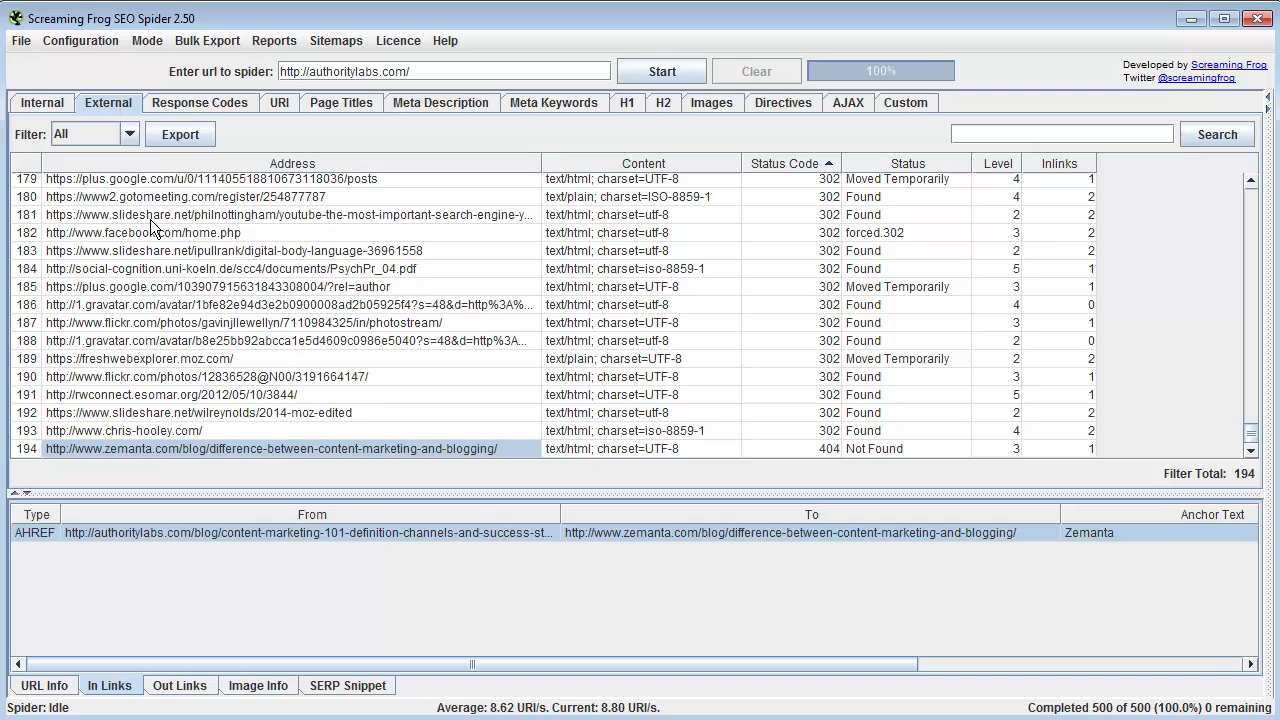 Screaming Frog SEO Spider 2.50
File Configuration Mode Bulk Export Reports Sitemaps Licence Help
Enter url to spider: http://authoritylabs.com/ Start Clear 100% Developed by Screaming Frog
Twitter @screamingfrog
Internal External Response Codes URI Page Titles Meta Description Meta Keywords H1 H2 Images Directives AJAX Custom
Filter: All Export Search
Address Content Status Code Status Level Inlinks
179 https://plus.google.com/u/0/111405518810673118036/posts text/html; charset=UTF-8 302 Moved Temporarily 4 1
180 https://www2.gotomeeting.com/register/254877787 text/plain; charset=ISO-8859-1 302 Found 4 2
181 https://www.slideshare.net/philnottingham/youtube-the-most-important-search-engine-y... text/html; charset=utf-8 302 Found 2 2
182 http://www.facebook.com/home.php text/html; charset=utf-8 302 forced.302 3 2
183 https://www.slideshare.net/ipullrank/digital-body-language-36961558 text/html; charset=utf-8 302 Found 2 2
184 http://social-cognition.uni-koeln.de/scc4/documents/PsychPr_04.pdf text/html; charset=iso-8859-1 302 Found 5 1
185 https://plus.google.com/103907915631843308004/?rel=author text/html; charset=UTF-8 302 Moved Temporarily 3 1
186 http://1.gravatar.com/avatar/1bfe82e94d3e2b0900008ad2b05925f4?s=48&d=http%3A%... text/html; charset=utf-8 302 Found 4 0
187 http://www.flickr.com/photos/gavinjllewellyn/7110984325/in/photostream/ text/html; charset=UTF-8 302 Found 3 1
188 http://1.gravatar.com/avatar/b8e25bb92abcca1e5d4609c0986e5040?s=48&d=http%3A... text/html; charset=utf-8 302 Found 2 0
189 https://freshwebexplorer.moz.com/ text/plain; charset=UTF-8 302 Moved Temporarily 2 2
190 http://www.flickr.com/photos/12836528@N00/3191664147/ text/html; charset=UTF-8 302 Found 3 1
191 http://rwconnect.esomar.org/2012/05/10/3844/ text/html; charset=UTF-8 302 Found 5 1
192 https://www.slideshare.net/wilreynolds/2014-moz-edited text/html; charset=utf-8 302 Found 2 2
193 http://www.chris-hooley.com/ text/html; charset=iso-8859-1 302 Found 4 2
194 http://www.zemanta.com/blog/difference-between-content-marketing-and-blogging/ text/html; charset=UTF-8 404 Not Found 3 1
Filter Total: 194
Type From To Anchor Text
AHREF http://authoritylabs.com/blog/content-marketing-101-definition-channels-and-success-st... http://www.zemanta.com/blog/difference-between-content-marketing-and-blogging/ Zemanta
URL Info In Links Out Links Image Info SERP Snippet
Spider: Idle Average: 8.62 URI/s. Current: 8.80 URI/s. Completed 500 of 500 (100.0%) 0 remaining